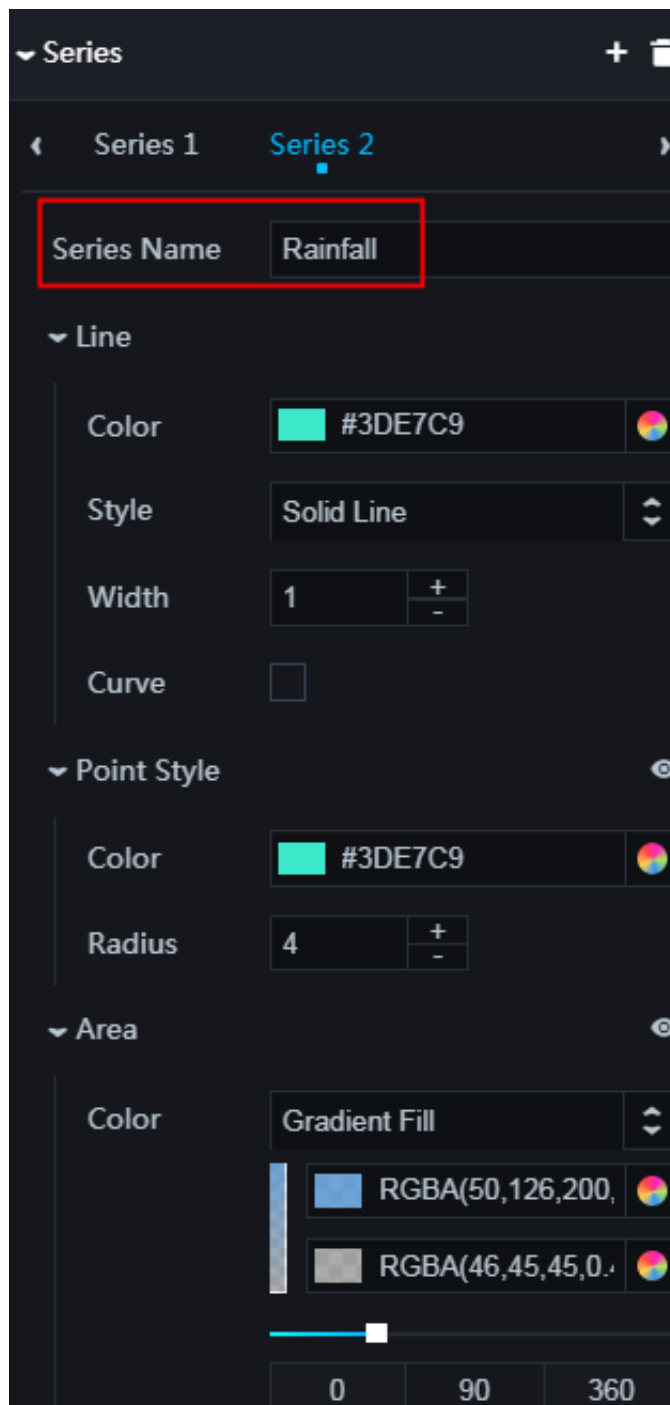 Series +
Series 1 Series 2
Series Name Rainfall
Line
Color #3DE7C9
Style Solid Line
Width 1 + -
Curve
Point Style
Color #3DE7C9
Radius 4 + -
Area
Color Gradient Fill
RGBA(50,126,200,
RGBA(46,45,45,0.
0 90 360